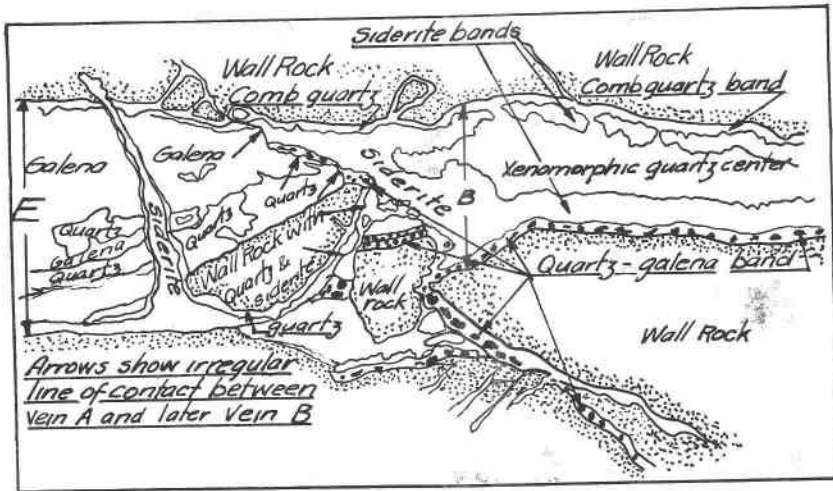 Siderite bands
Wall Rock
Comb quartz
Wall Rock
Comb quartz band
Galena
Galena
Siderite
B
Xenomorphic quartz center
E
Quartz
Quartz
Siderite
Quartz
Galena
Quartz
Wall Rock with
Quartz &
siderite
Wall
rock
Quartz-galena band
quartz
Wall Rock
Arrows show irregular
line of contact between
vein A and later Vein B